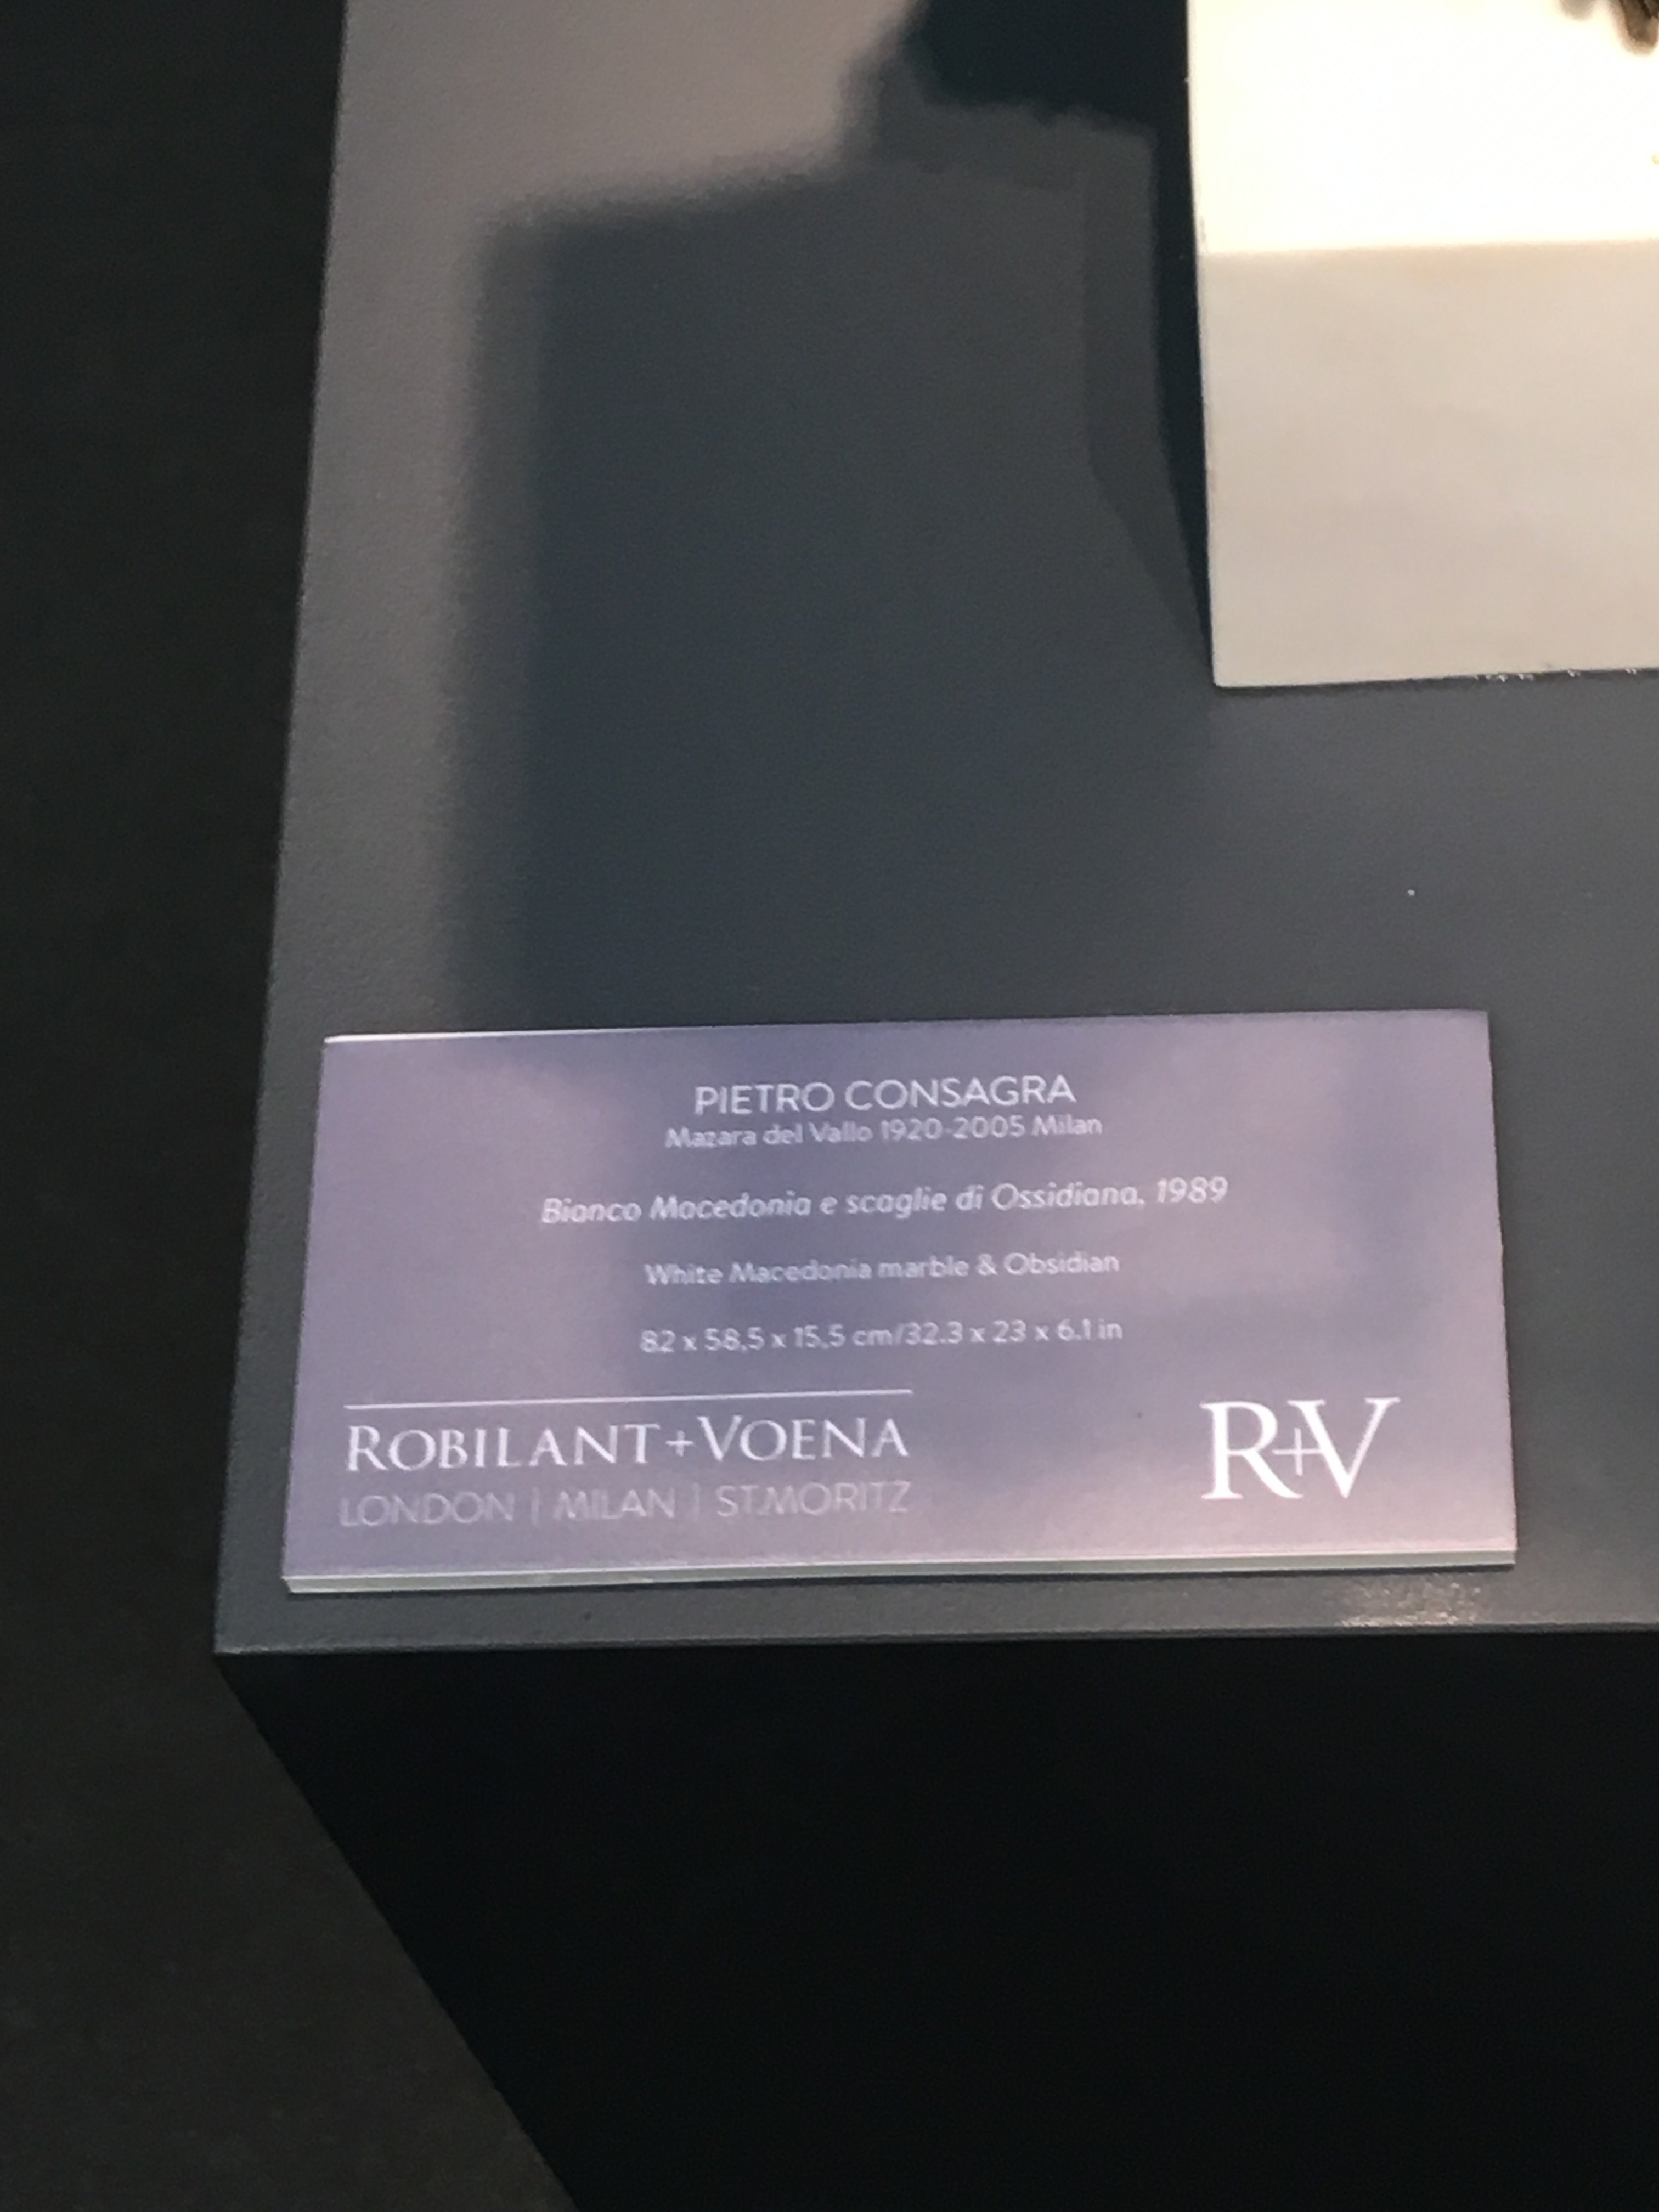 PIETRO CONSAGRA
Mazara del Vallo 1920-2005 Milan
Bianco Macedonia e scaglie di Ossidiana, 1989
White Macedonia marble & Obsidian
82 x 58,5 x 15,5 cm/32.3 x 23 x 6.1 in
ROBILANT+VOENA
LONDON | MILAN | ST.MORITZ
R+V